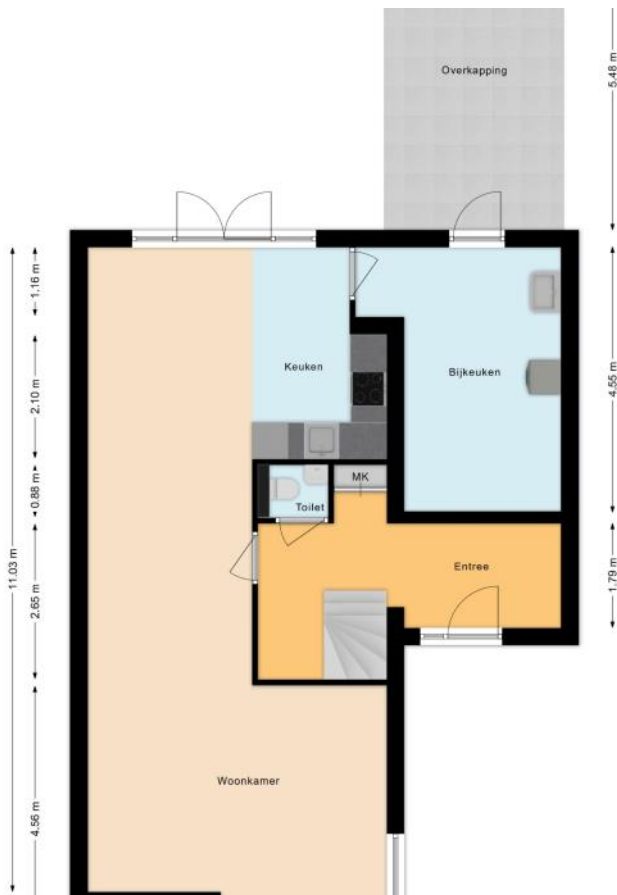 Overkapping
5.48 m
1.16 m
Keuken
Bijkeuken
2.10 m
4.55 m
MK
0.88 m
Toilet
11.03 m
Entree
2.65 m
1.79 m
Woonkamer
4.56 m